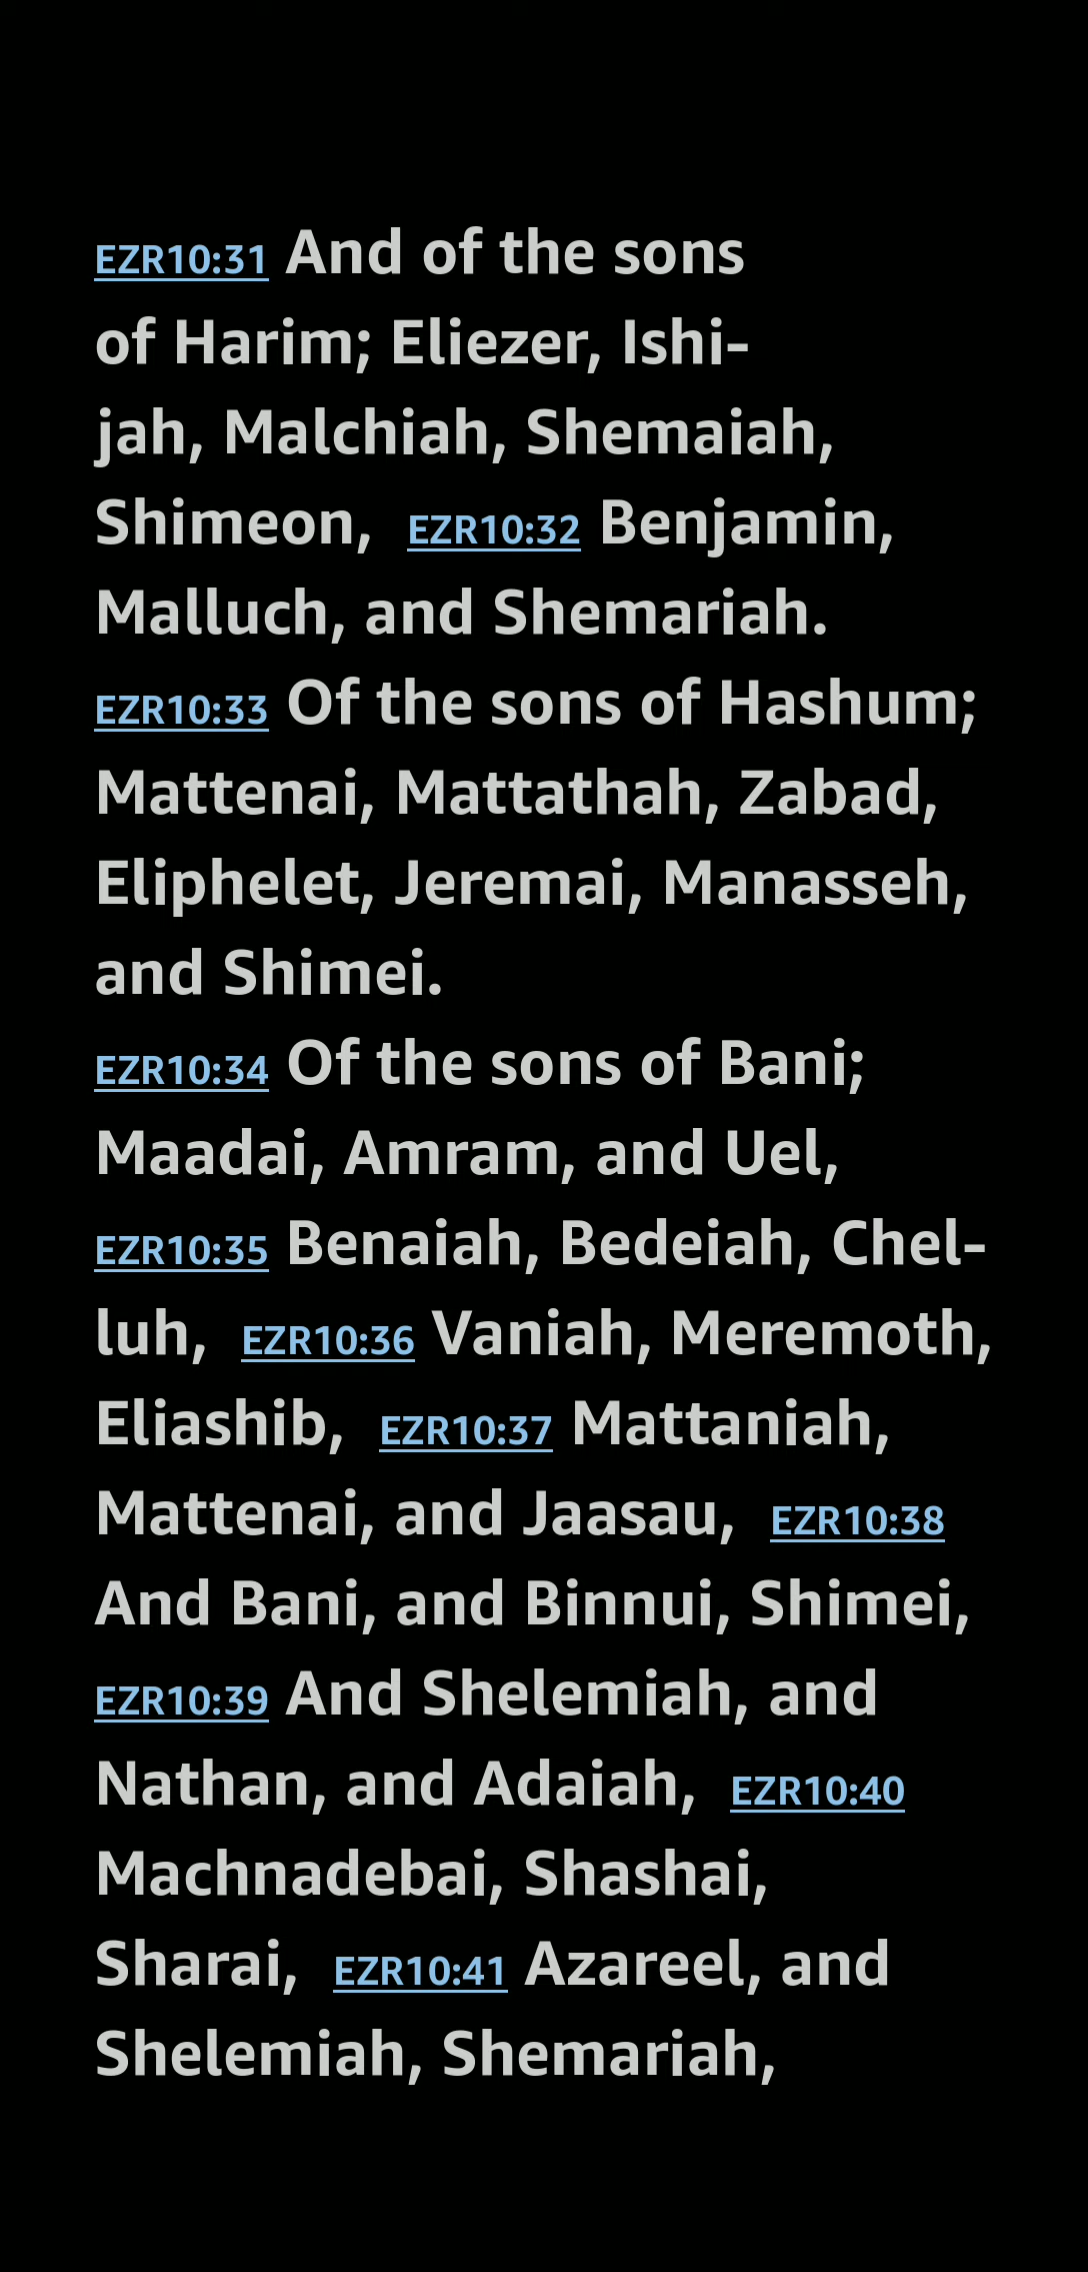 EZR10:31 And of the sons
of Harim; Eliezer, Ishi-
jah, Malchiah, Shemaiah,
Shimeon, EZR10:32 Benjamin,
Malluch, and Shemariah.
EZR10:33 Of the sons of Hashum;
Mattenai, Mattathah, Zabad,
Eliphelet, Jeremai, Manasseh,
and Shimei.
EZR10:34 Of the sons of Bani;
Maadai, Amram, and Uel,
EZR10:35 Benaiah, Bedeiah, Chel-
luh, EZR10:36 Vaniah, Meremoth,
Eliashib, EZR10:37 Mattaniah,
Mattenai, and Jaasau, EZR10:38
And Bani, and Binnui, Shimei,
EZR10:39 And Shelemiah, and
Nathan, and Adaiah, EZR10:40
Machnadebai, Shashai,
Sharai, EZR10:41 Azareel, and
Shelemiah, Shemariah,